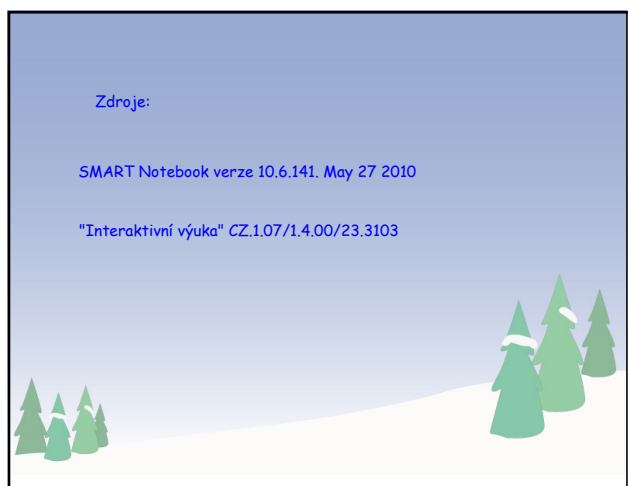 Zdroje:
SMART Notebook verze 10.6.141. May 27 2010
"Interaktivní výuka" CZ.1.07/1.4.00/23.3103